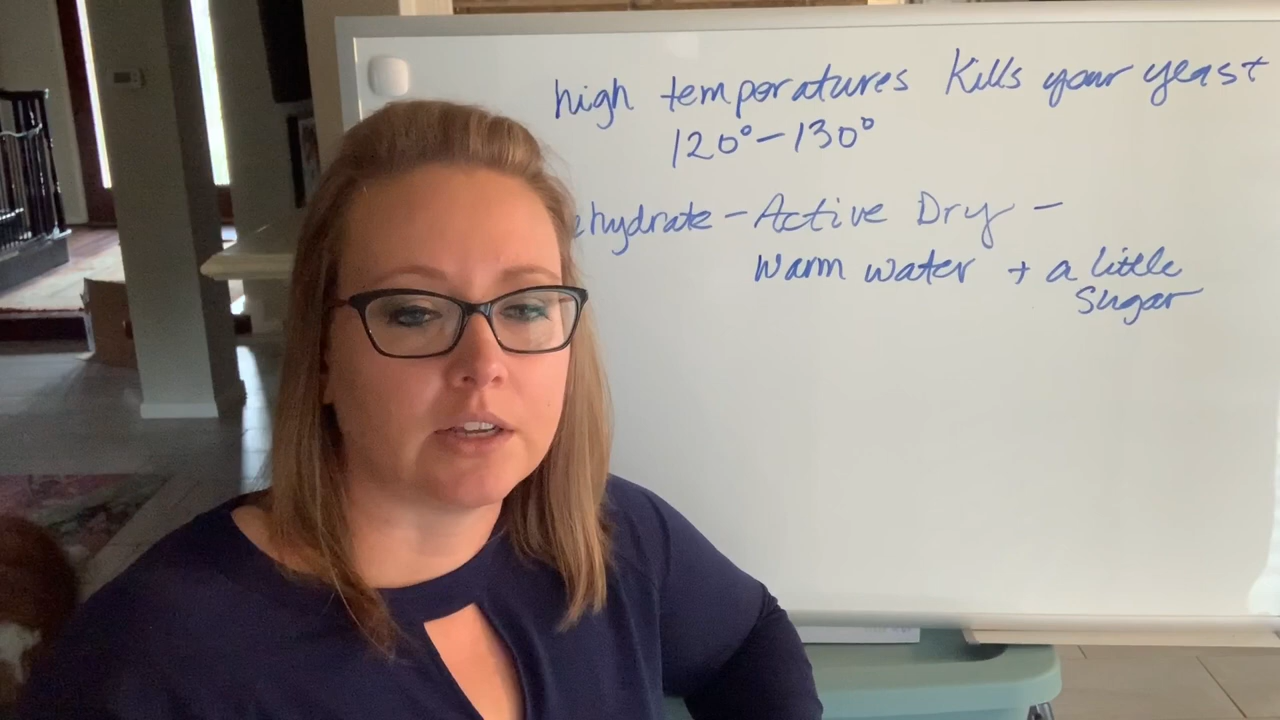 high temperatures Kills your yeast
120°-130°
ehydrate - Active Dry -
warm water + a little
sugar